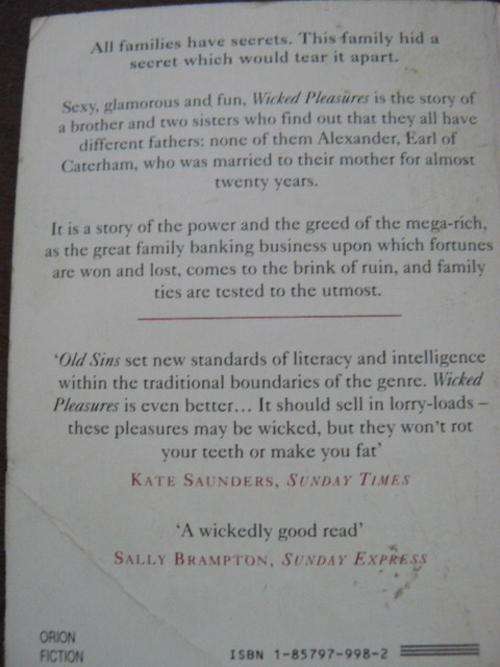 All families have secrets. This family hid a
secret which would tear it apart.
Sexy, glamorous and fun, Wicked Pleasures is the story of
a brother and two sisters who find out that they all have
different fathers: none of them Alexander, Earl of
Caterham, who was married to their mother for almost
twenty years.
It is a story of the power and the greed of the mega-rich,
as the great family banking business upon which fortunes
are won and lost, comes to the brink of ruin, and family
ties are tested to the utmost.
‘Old Sins set new standards of literacy and intelligence
within the traditional boundaries of the genre. Wicked
Pleasures is even better... It should sell in lorry-loads –
these pleasures may be wicked, but they won't rot
your teeth or make you fat’
KATE SAUNDERS, SUNDAY TIMES
‘A wickedly good read’
SALLY BRAMPTON, SUNDAY EXPRESS
ORION
FICTION
ISBN 1-85797-998-2